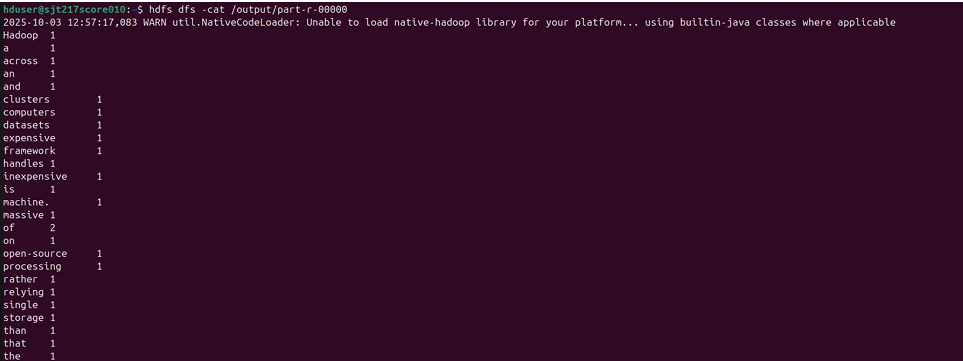 hduser@sjt217score010:~$ hdfs dfs -cat /output/part-r-00000
2025-10-03 12:57:17,083 WARN util.NativeCodeLoader: Unable to load native-hadoop library for your platform... using builtin-java classes where applicable
Hadoop 1
a 1
across 1
an 1
and 1
clusters 1
computers 1
datasets 1
expensive 1
framework 1
handles 1
inexpensive 1
is 1
machine. 1
massive 1
of 2
on 1
open-source 1
processing 1
rather 1
relying 1
single 1
storage 1
than 1
that 1
the 1